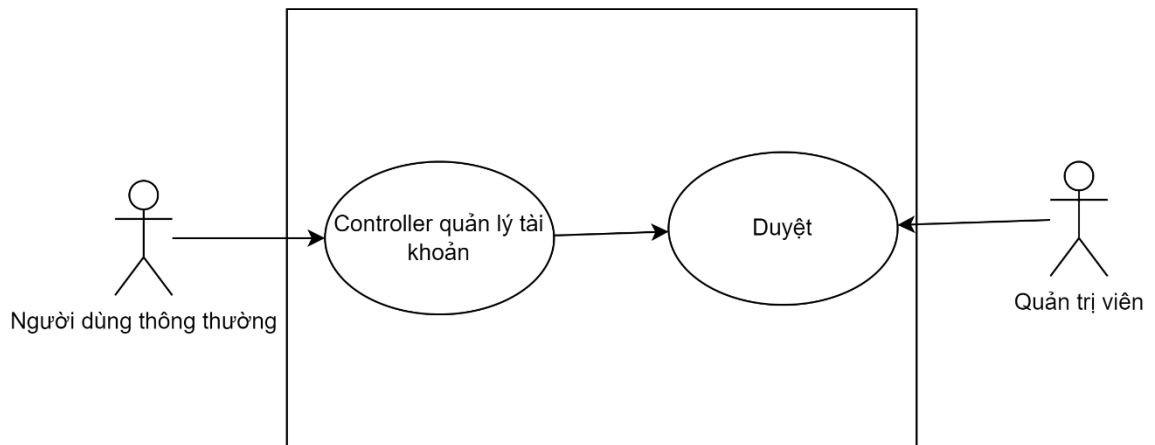 Controller quản lý tài
khoản
Duyệt
Người dùng thông thường
Quản trị viên